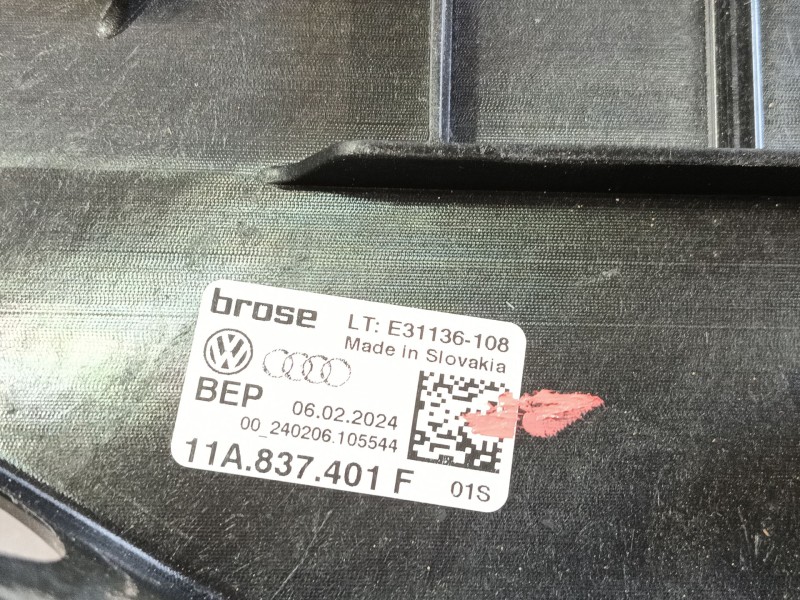 brose
LT: E31136-108
Made in Slovakia
BEP
06.02.2024
00_240206.105544
11A.837.401 F
01S